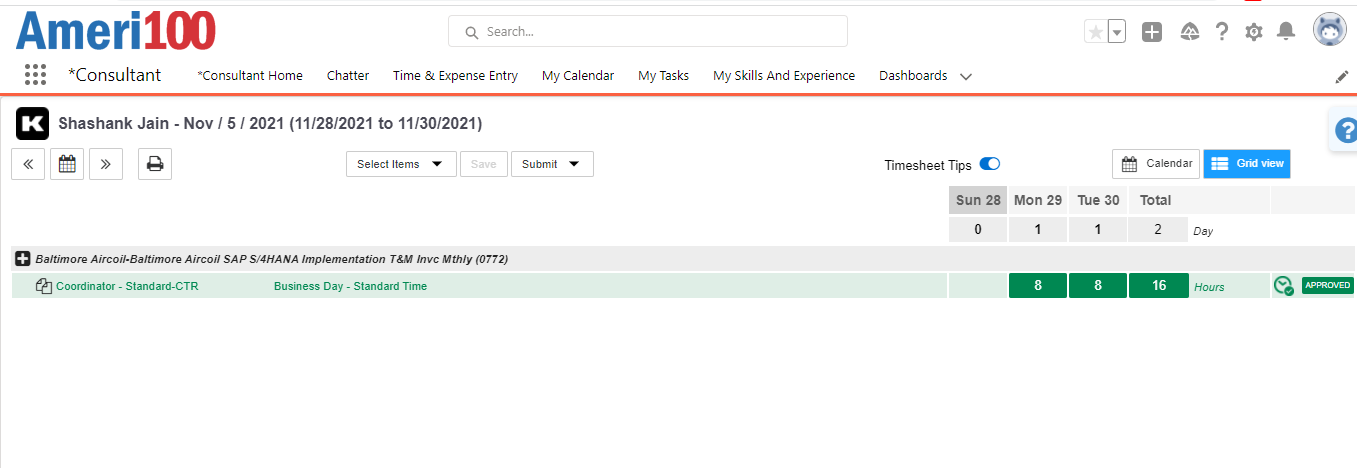 Ameri100
Search...
*Consultant *Consultant Home Chatter Time & Expense Entry My Calendar My Tasks My Skills And Experience Dashboards
K Shashank Jain - Nov / 5 / 2021 (11/28/2021 to 11/30/2021)
?
« » Select Items Save Submit Timesheet Tips Calendar Grid view
Sun 28 Mon 29 Tue 30 Total
0 1 1 2 Day
Baltimore Aircoil-Baltimore Aircoil SAP S/4HANA Implementation T&M Invc Mthly (0772)
Coordinator - Standard-CTR Business Day - Standard Time 8 8 16 Hours APPROVED